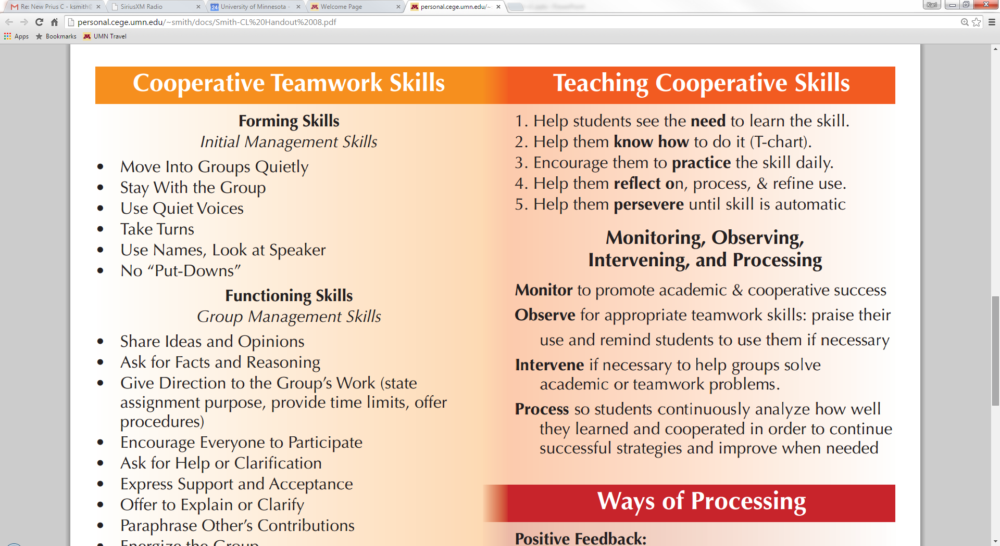 Re: New Prius C - ksmith@
SiriusXM Radio
24 University of Minnesota -
Welcome Page
personal.cege.umn.edu/~
Karl
personal.cege.umn.edu/~smith/docs/Smith-CL%20Handout%2008.pdf
Apps
Bookmarks
UMN Travel
Cooperative Teamwork Skills
Forming Skills
Initial Management Skills
• Move Into Groups Quietly
• Stay With the Group
• Use Quiet Voices
• Take Turns
• Use Names, Look at Speaker
• No “Put-Downs”
Functioning Skills
Group Management Skills
• Share Ideas and Opinions
• Ask for Facts and Reasoning
• Give Direction to the Group’s Work (state
assignment purpose, provide time limits, offer
procedures)
• Encourage Everyone to Participate
• Ask for Help or Clarification
• Express Support and Acceptance
• Offer to Explain or Clarify
• Paraphrase Other’s Contributions
Energize the Group
Teaching Cooperative Skills
1. Help students see the need to learn the skill.
2. Help them know how to do it (T-chart).
3. Encourage them to practice the skill daily.
4. Help them reflect on, process, & refine use.
5. Help them persevere until skill is automatic
Monitoring, Observing,
Intervening, and Processing
Monitor to promote academic & cooperative success
Observe for appropriate teamwork skills: praise their
use and remind students to use them if necessary
Intervene if necessary to help groups solve
academic or teamwork problems.
Process so students continuously analyze how well
they learned and cooperated in order to continue
successful strategies and improve when needed
Ways of Processing
Positive Feedback: